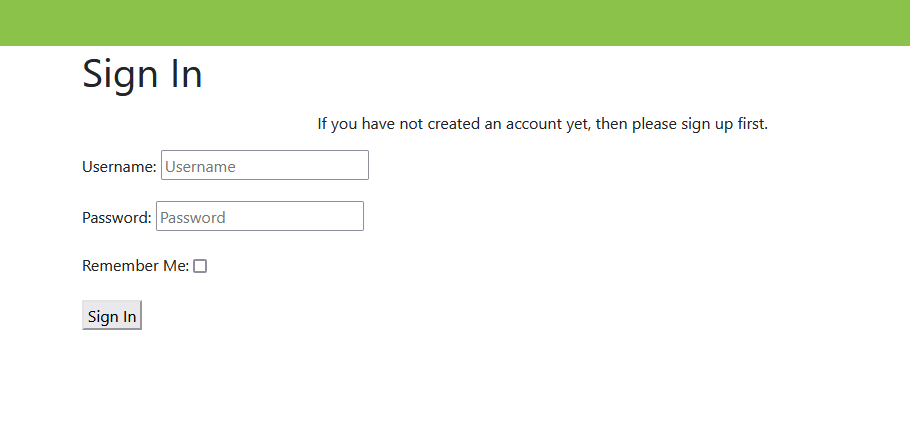 Sign In
If you have not created an account yet, then please sign up first.
Username: Username
Password: Password
Remember Me:
Sign In